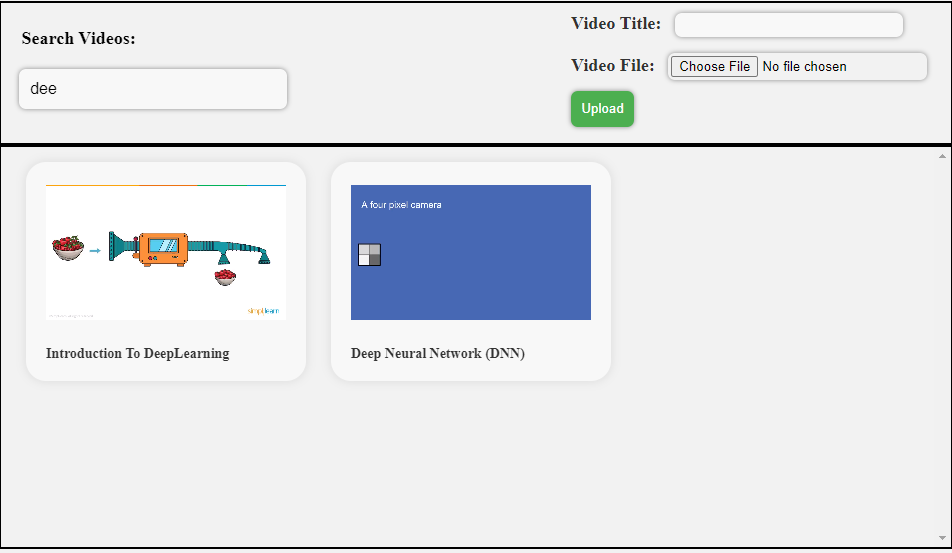 Search Videos:
dee
Video Title:
Video File: Choose File No file chosen
Upload
simplilearn
Introduction To DeepLearning
A four pixel camera
Deep Neural Network (DNN)